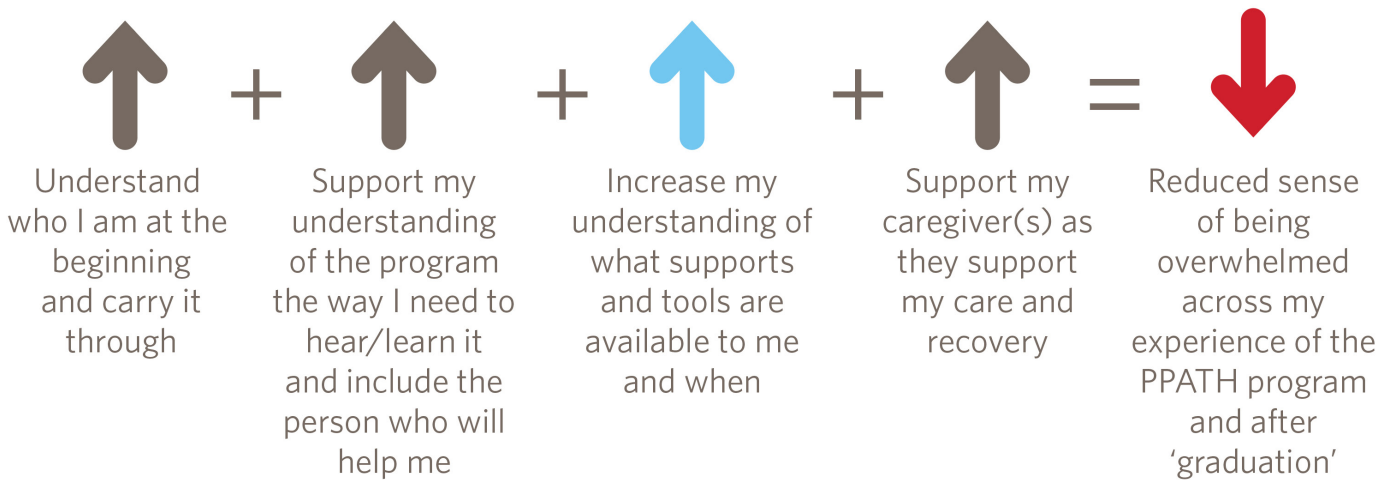 + + + =
Understand
who I am at the
beginning
and carry it
through
Support my
understanding
of the program
the way I need to
hear/learn it
and include the
person who will
help me
Increase my
understanding of
what supports
and tools are
available to me
and when
Support my
caregiver(s) as
they support
my care and
recovery
Reduced sense
of being
overwhelmed
across my
experience of the
PPATH program
and after
‘graduation’